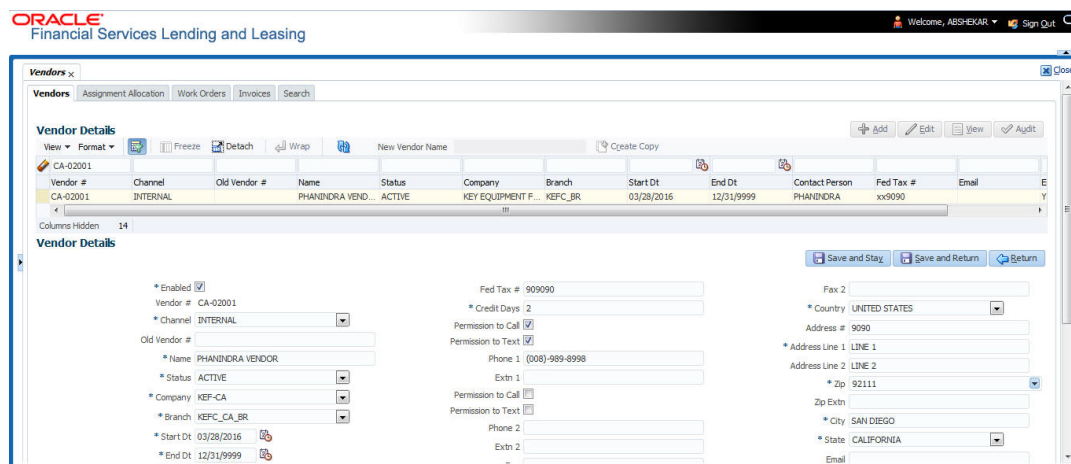 ORACLE
Financial Services Lending and Leasing
Welcome, ABSHEKAR Sign Out
Vendors x
Close
Vendors Assignment Allocation Work Orders Invoices Search
Vendor Details
Add Edit View Audit
View Format Freeze Detach Wrap New Vendor Name Create Copy
CA-02001
Vendor # Channel Old Vendor # Name Status Company Branch Start Dt End Dt Contact Person Fed Tax # Email E
CA-02001 INTERNAL PHANINDRA VEND... ACTIVE KEY EQUIPMENT F... KEFC_BR 03/28/2016 12/31/9999 PHANINDRA xx9090 Y
Columns Hidden 14
Vendor Details
Save and Stay Save and Return Return
* Enabled
Vendor # CA-02001
* Channel INTERNAL
Old Vendor #
* Name PHANINDRA VENDOR
* Status ACTIVE
* Company KEF-CA
* Branch KEFC_CA_BR
* Start Dt 03/28/2016
* End Dt 12/31/9999
Fed Tax # 909090
* Credit Days 2
Permission to Call
Permission to Text
Phone 1 (008)-989-8998
Extn 1
Permission to Call
Permission to Text
Phone 2
Extn 2
Fax 2
* Country UNITED STATES
Address # 9090
* Address Line 1 LINE 1
Address Line 2 LINE 2
* Zip 92111
Zip Extn
* City SAN DIEGO
* State CALIFORNIA
Email